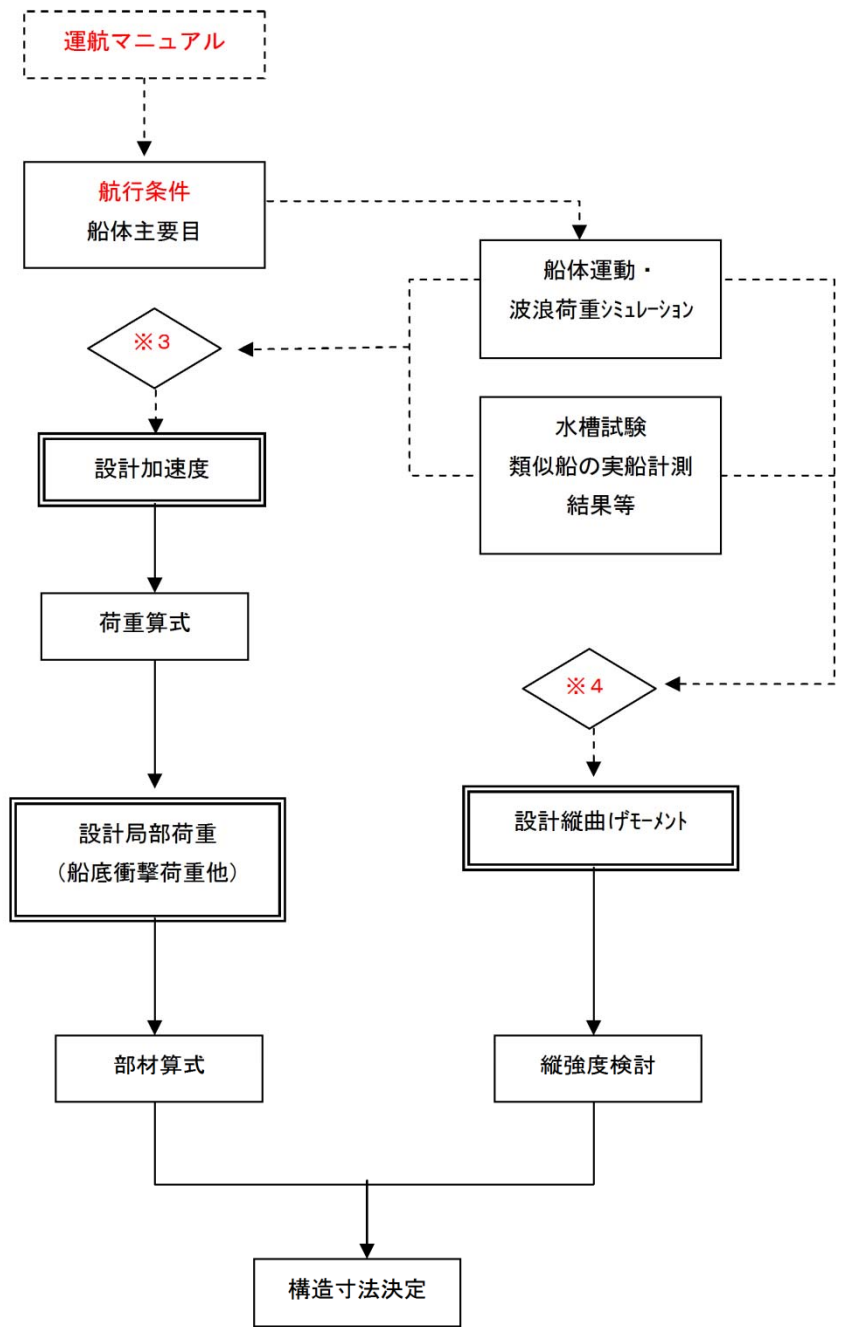 運航マニュアル
航行条件
船体主要目
船体運動・
波浪荷重ｼﾐｭﾚｰｼｮﾝ
※３
水槽試験
類似船の実船計測
結果等
設計加速度
荷重算式
※４
設計局部荷重
（船底衝撃荷重他）
設計縦曲げﾓｰﾒﾝﾄ
部材算式
縦強度検討
構造寸法決定